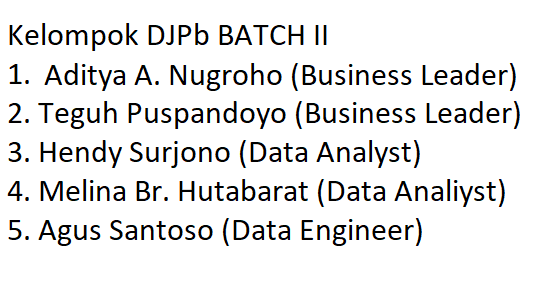 Kelompok DJPb BATCH II
1. Aditya A. Nugroho (Business Leader)
2. Teguh Puspandoyo (Business Leader)
3. Hendy Surjono (Data Analyst)
4. Melina Br. Hutabarat (Data Analiyst)
5. Agus Santoso (Data Engineer)